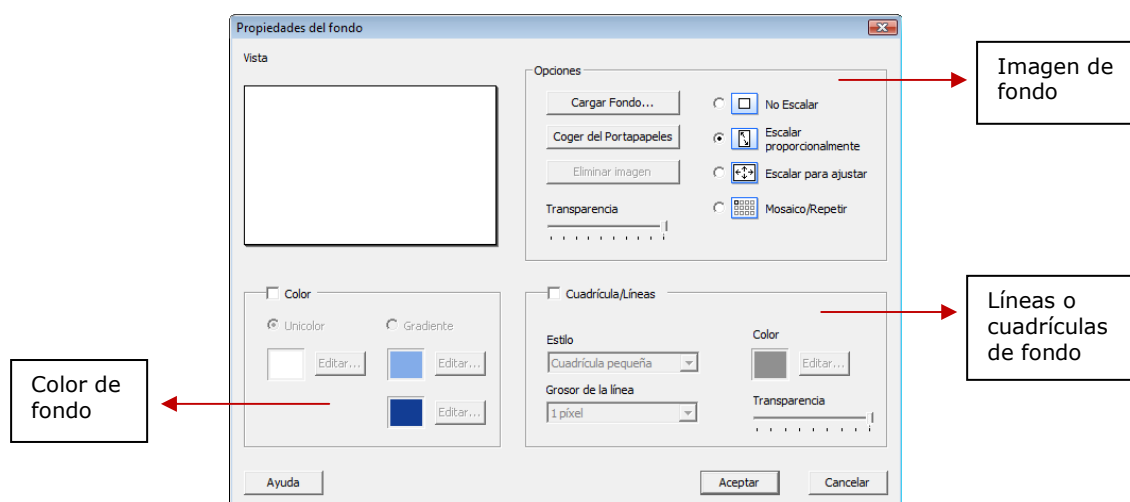 Propiedades del fondo
Vista
Opciones
Cargar Fondo...
No Escalar
Coger del Portapapeles
Escalar
proporcionalmente
Eliminar imagen
Escalar para ajustar
Transparencia
Mosaico/Repetir
Imagen de
fondo
Color
Unicolor
Gradiente
Editar...
Editar...
Editar...
Cuadrícula/Líneas
Estilo
Color
Cuadrícula pequeña
Editar...
Grosor de la línea
Transparencia
1 píxel
Líneas o
cuadrículas
de fondo
Color de
fondo
Ayuda
Aceptar
Cancelar